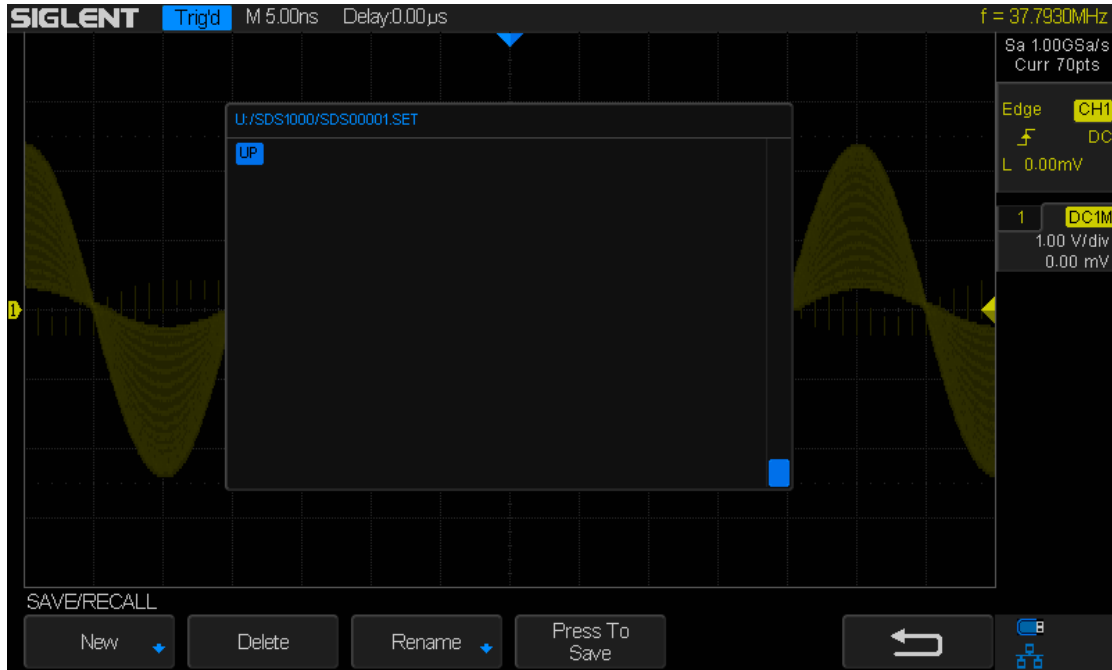 SIGLENT Trig'd M 5.00ns Delay:0.00µs f = 37.7930MHz
Sa 1.00GSa/s
Curr 70pts
Edge CH1
DC
L 0.00mV
U:/SDS1000/SDS00001.SET
UP
1 DC1M
1.00 V/div
0.00 mV
1
SAVE/RECALL
New Delete Rename Press To
Save